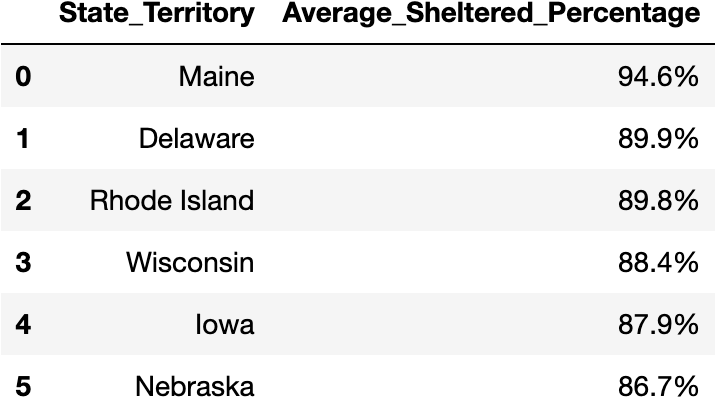 State_Territory Average_Sheltered_Percentage
0 Maine 94.6%
1 Delaware 89.9%
2 Rhode Island 89.8%
3 Wisconsin 88.4%
4 Iowa 87.9%
5 Nebraska 86.7%